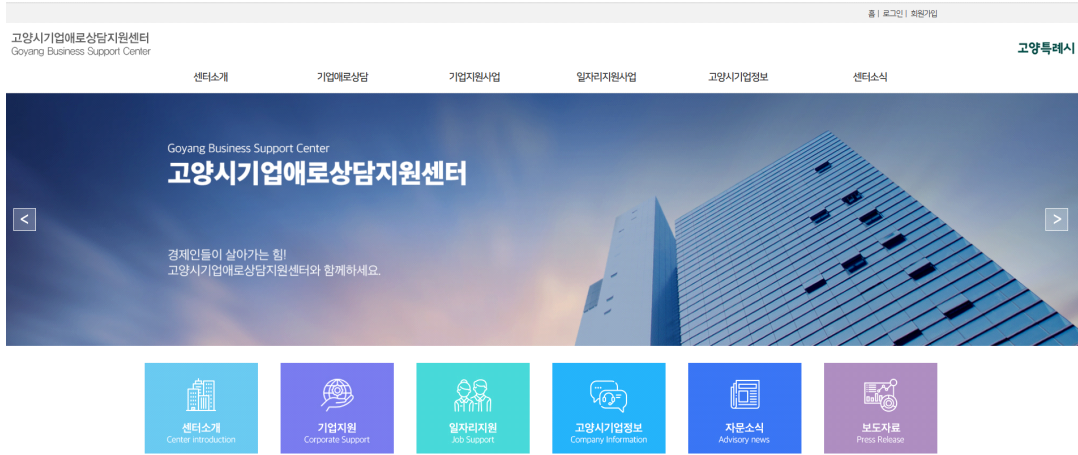 홈 | 로그인 | 회원가입
고양시기업애로상담지원센터
Goyang Business Support Center
고양특례시
센터소개 기업애로상담 기업지원사업 일자리지원사업 고양시기업정보 센터소식
Goyang Business Support Center
고양시기업애로상담지원센터
< >
경제인들이 살아가는 힘!
고양시기업애로상담지원센터와 함께하세요.
센터소개 기업지원 일자리지원 고양시기업정보 자문소식 보도자료
Center introduction Corporate Support Job Support Company Information Advisory news Press Release